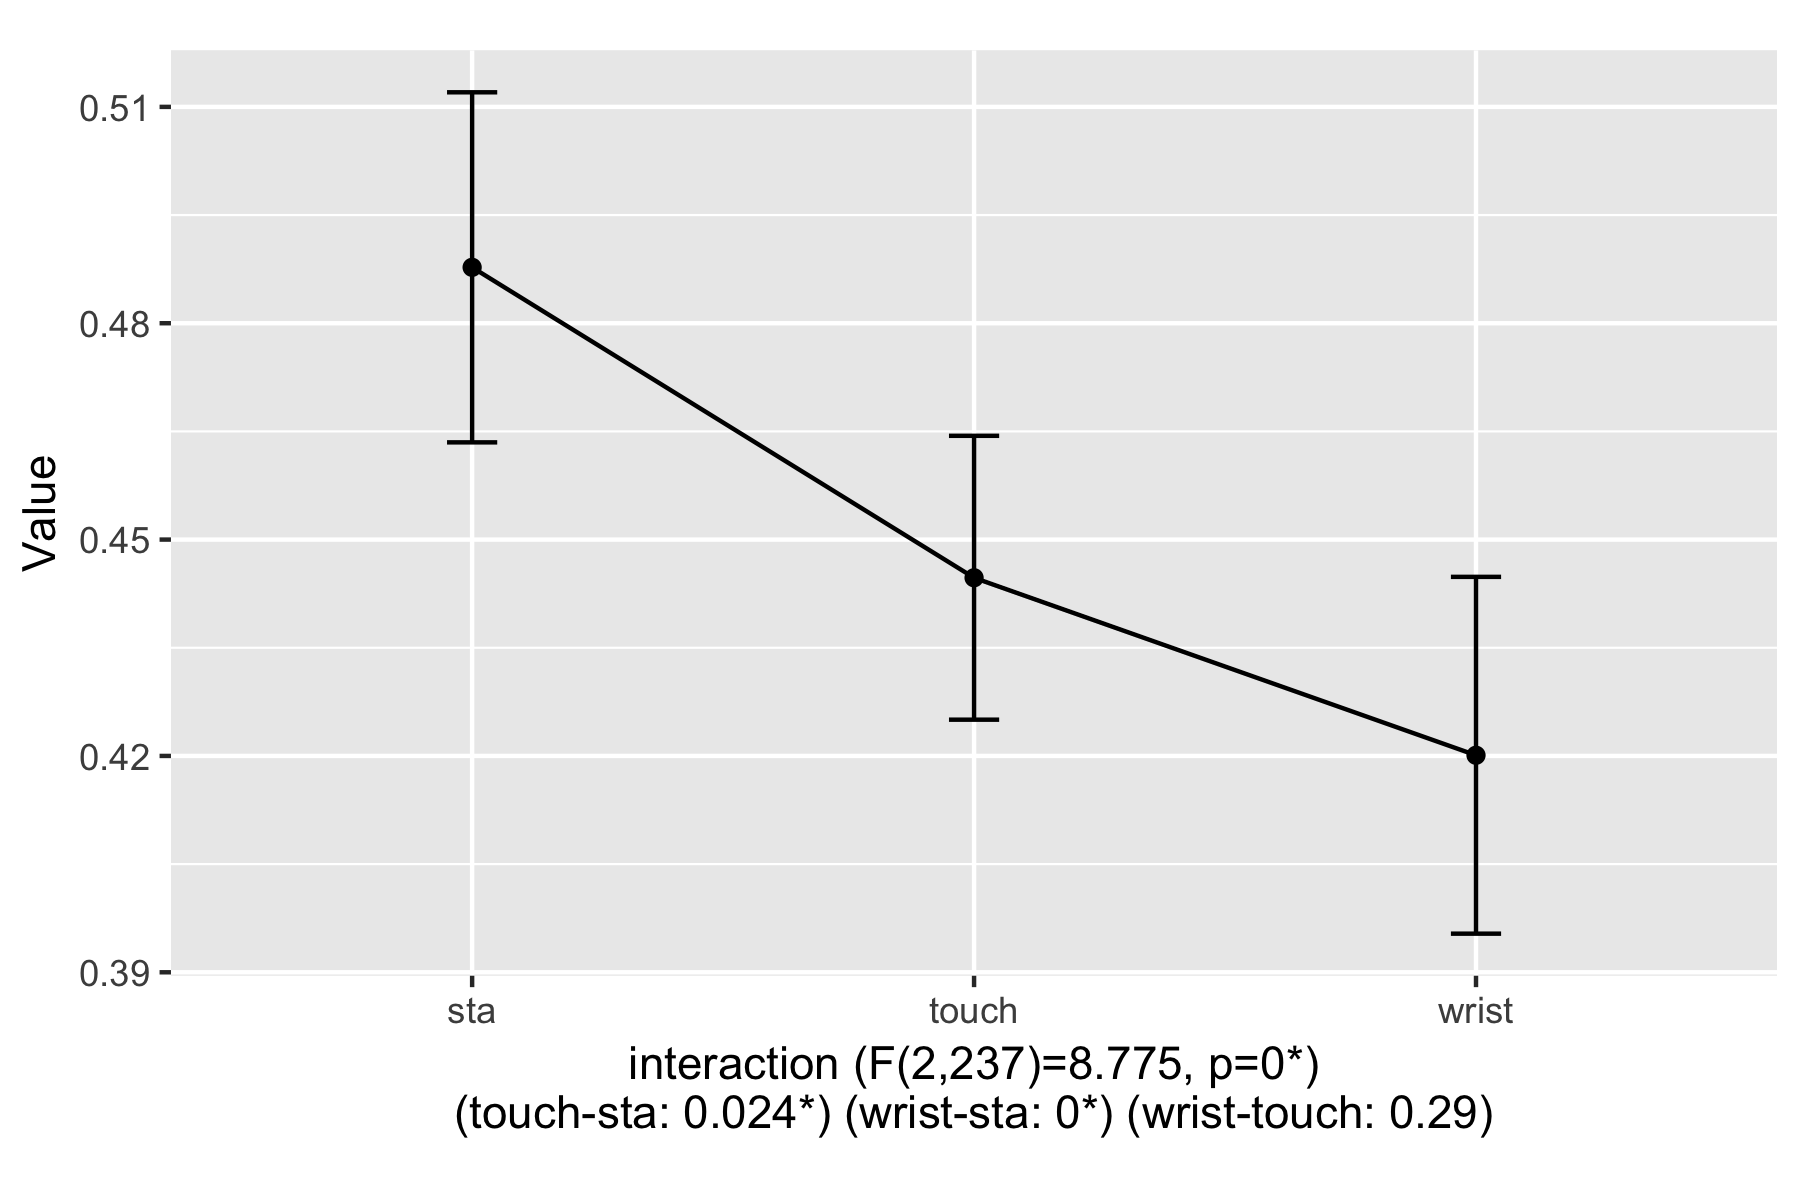 0.51
0.48
0.45
0.42
0.39
Value
sta touch wrist
interaction (F(2,237)=8.775, p=0*)
(touch-sta: 0.024*) (wrist-sta: 0*) (wrist-touch: 0.29)